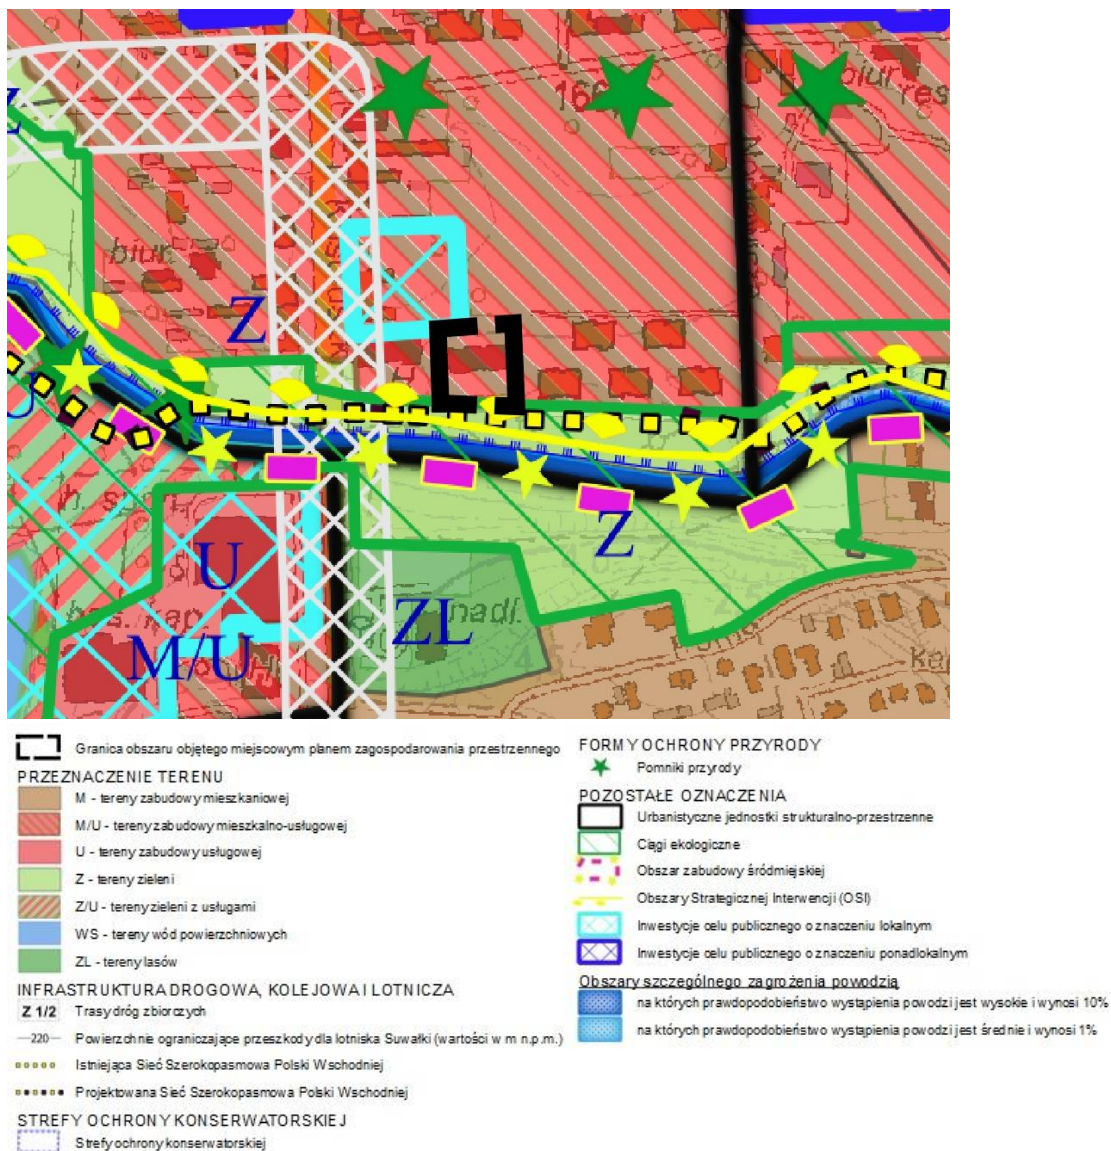 166
biur
res
biur.
Z
Z
U
h. s
U
Z
ZL
nadl.
M/U
Granica obszaru objętego miejscowym planem zagospodarowania przestrzennego
PRZEZNACZENIE TERENU
M - tereny zabudowy mieszkaniowej
M/U - tereny zabudowy mieszkalno-usługowej
U - tereny zabudowy usługowej
Z - tereny zieleni
Z/U - tereny zieleni z usługami
WS - tereny wód powierzchniowych
ZL - tereny lasów
INFRASTRUKTURA DROGOWA, KOLEJOWA I LOTNICZA
Z 1/2 Trasy dróg zbiorczych
220 Powierzchnie ograniczające przeszkody dla lotniska Suwałki (wartości w m n.p.m.)
Istniejąca Sieć Szerokopasmowa Polski Wschodniej
Projektowana Sieć Szerokopasmowa Polski Wschodniej
STREFY OCHRONY KONSERWATORSKIEJ
Strefy ochrony konserwatorskiej
FORMY OCHRONY PRZYRODY
Pomniki przyrody
POZOSTAŁE OZNACZENIA
Urbanistyczne jednostki strukturalno-przestrzenne
Ciągi ekologiczne
Obszar zabudowy śródmiejskiej
Obszary Strategicznej Interwencji (OSI)
Inwestycje celu publicznego o znaczeniu lokalnym
Inwestycje celu publicznego o znaczeniu ponadlokalnym
Obszary szczególnego zagrożenia powodzią
na których prawdopodobieństwo wystąpienia powodzi jest wysokie i wynosi 10%
na których prawdopodobieństwo wystąpienia powodzi jest średnie i wynosi 1%